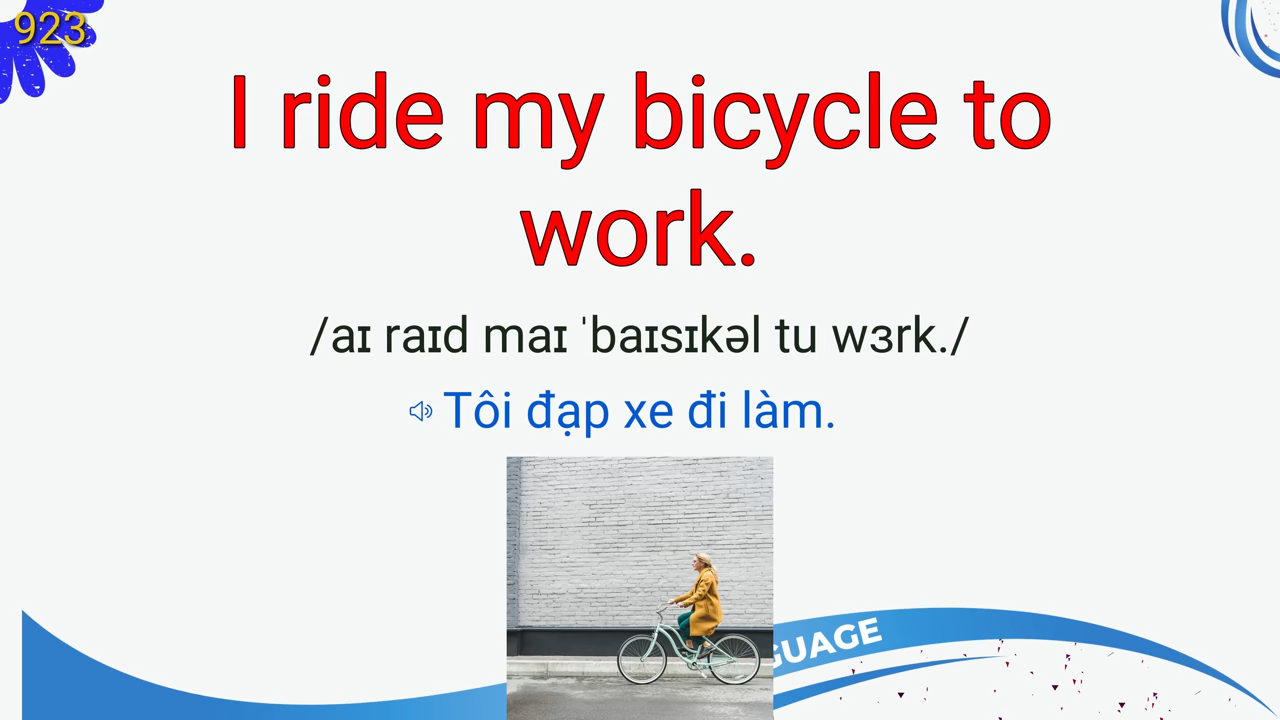 923
I ride my bicycle to
work.
/aɪ raɪd maɪ ˈbaɪsɪkəl tu wɜrk./
Tôi đạp xe đi làm.
GUAGE